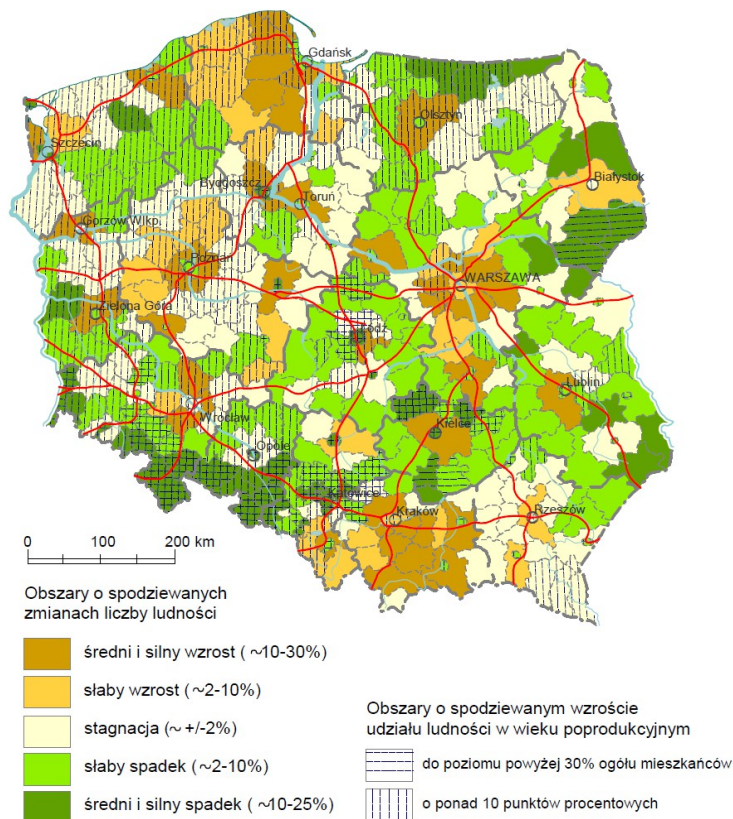 Gdańsk
Olsztyn
Szczecin
Białystok
Bydgoszcz
Toruń
Gorzów Wlkp.
Poznań
WARSZAWA
Zielona Góra
Łódź
Lublin
Wrocław
Kielce
Opole
Katowice
Kraków
Rzeszów
0 100 200 km
Obszary o spodziewanych
zmianach liczby ludności
średni i silny wzrost ( ~10-30%)
słaby wzrost (~2-10%)
stagnacja (~ +/-2%)
słaby spadek (~2-10%)
średni i silny spadek ( ~10-25%)
Obszary o spodziewanym wzroście
udziału ludności w wieku poprodukcyjnym
do poziomu powyżej 30% ogółu mieszkańców
o ponad 10 punktów procentowych